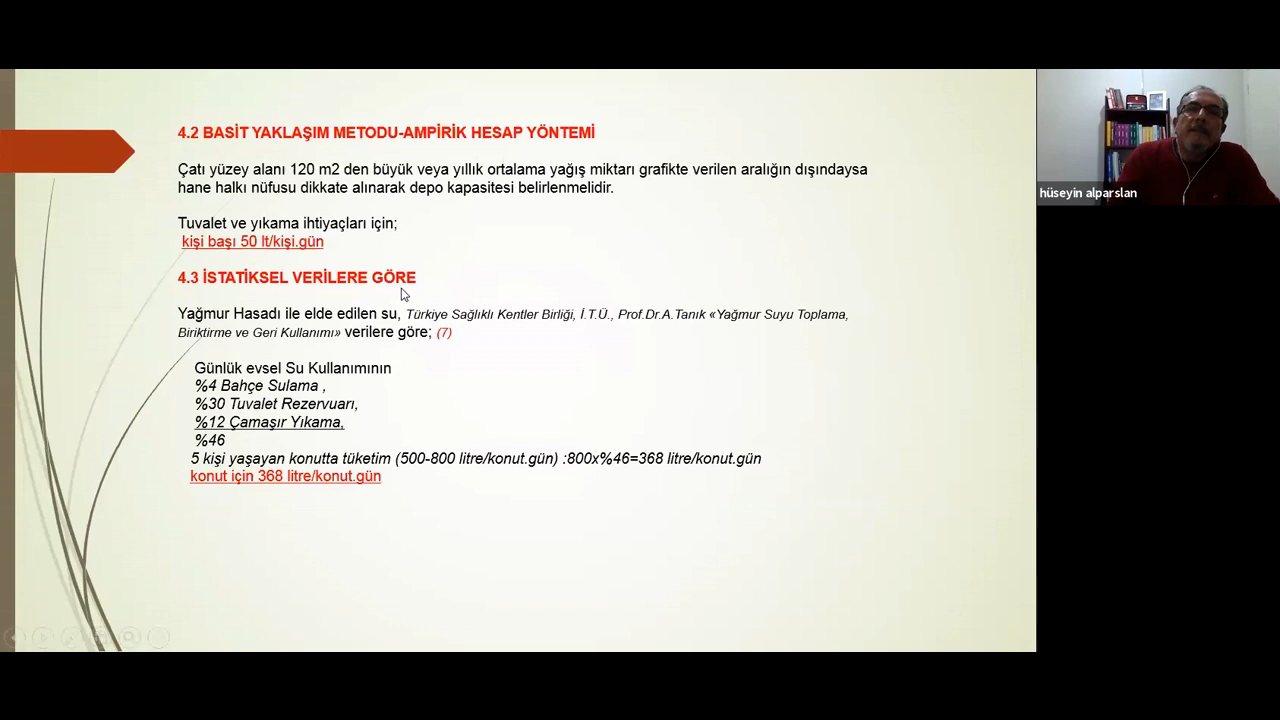 4.2 BASİT YAKLAŞIM METODU-AMPİRİK HESAP YÖNTEMİ
Çatı yüzey alanı 120 m2 den büyük veya yıllık ortalama yağış miktarı grafikte verilen aralığın dışındaysa
hane halkı nüfusu dikkate alınarak depo kapasitesi belirlenmelidir.
Tuvalet ve yıkama ihtiyaçları için;
kişi başı 50 lt/kişi.gün
4.3 İSTATİKSEL VERİLERE GÖRE
Yağmur Hasadı ile elde edilen su, Türkiye Sağlıklı Kentler Birliği, İ.T.Ü., Prof.Dr.A.Tanık «Yağmur Suyu Toplama,
Biriktirme ve Geri Kullanımı» verilere göre; (7)
Günlük evsel Su Kullanımının
%4 Bahçe Sulama ,
%30 Tuvalet Rezervuarı,
%12 Çamaşır Yıkama,
%46
5 kişi yaşayan konutta tüketim (500-800 litre/konut.gün) :800x%46=368 litre/konut.gün
konut için 368 litre/konut.gün
hüseyin alparslan